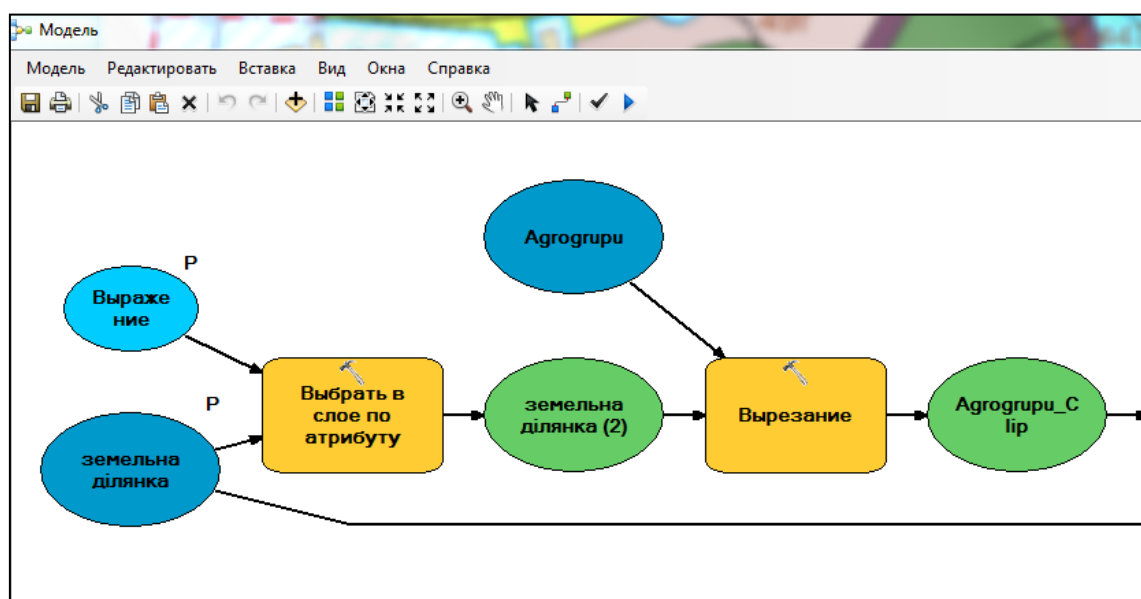 Модель
Модель Редактировать Вставка Вид Окна Справка
Agrogrupu
P
Выраже
ние
Выбрать в
слое по
атрибуту
земельна
ділянка (2)
Вырезание
Agrogrupu_C
lip
P
земельна
ділянка